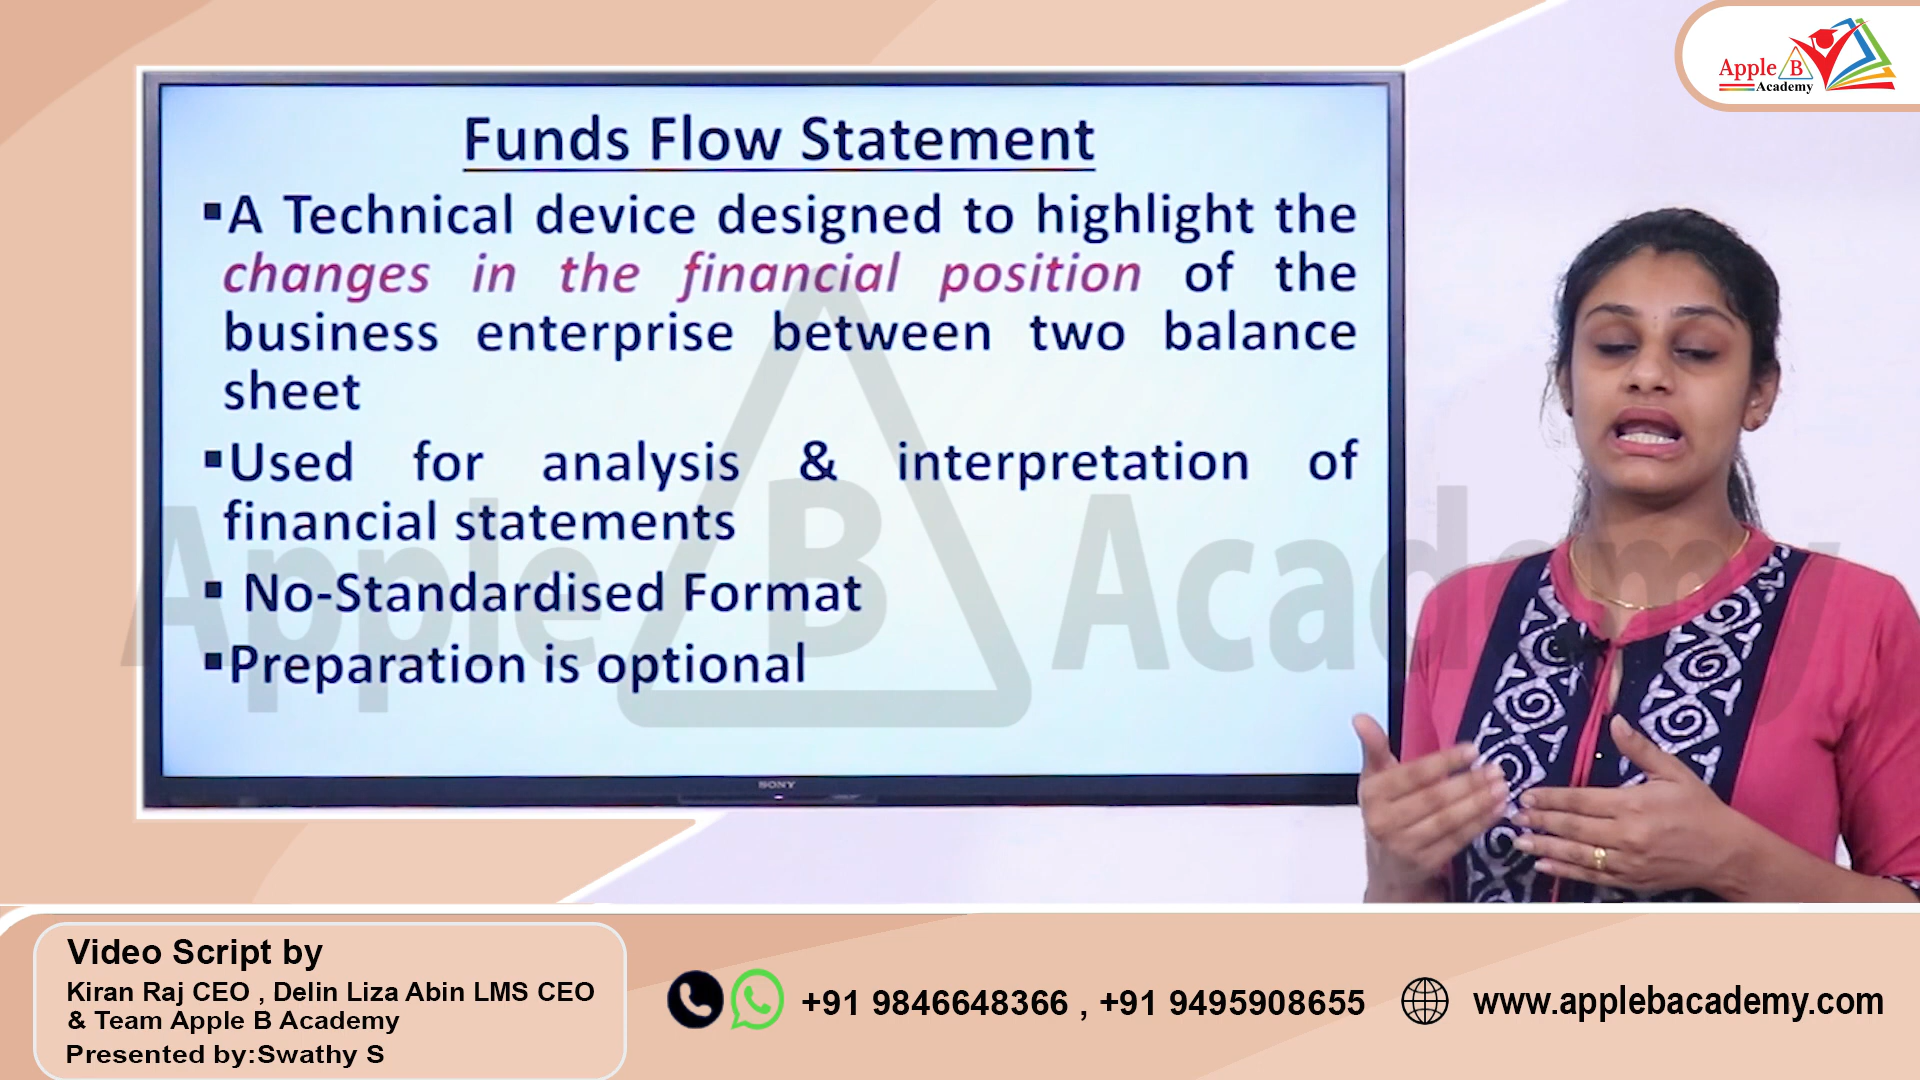 Apple B
Academy
Funds Flow Statement
▪A Technical device designed to highlight the
changes in the financial position of the
business enterprise between two balance
sheet
▪Used for analysis & interpretation of
financial statements
▪ No-Standardised Format
▪Preparation is optional
Apple B Academy
SONY
Video Script by
Kiran Raj CEO , Delin Liza Abin LMS CEO
& Team Apple B Academy
Presented by:Swathy S
+91 9846648366 , +91 9495908655
www.applebacademy.com